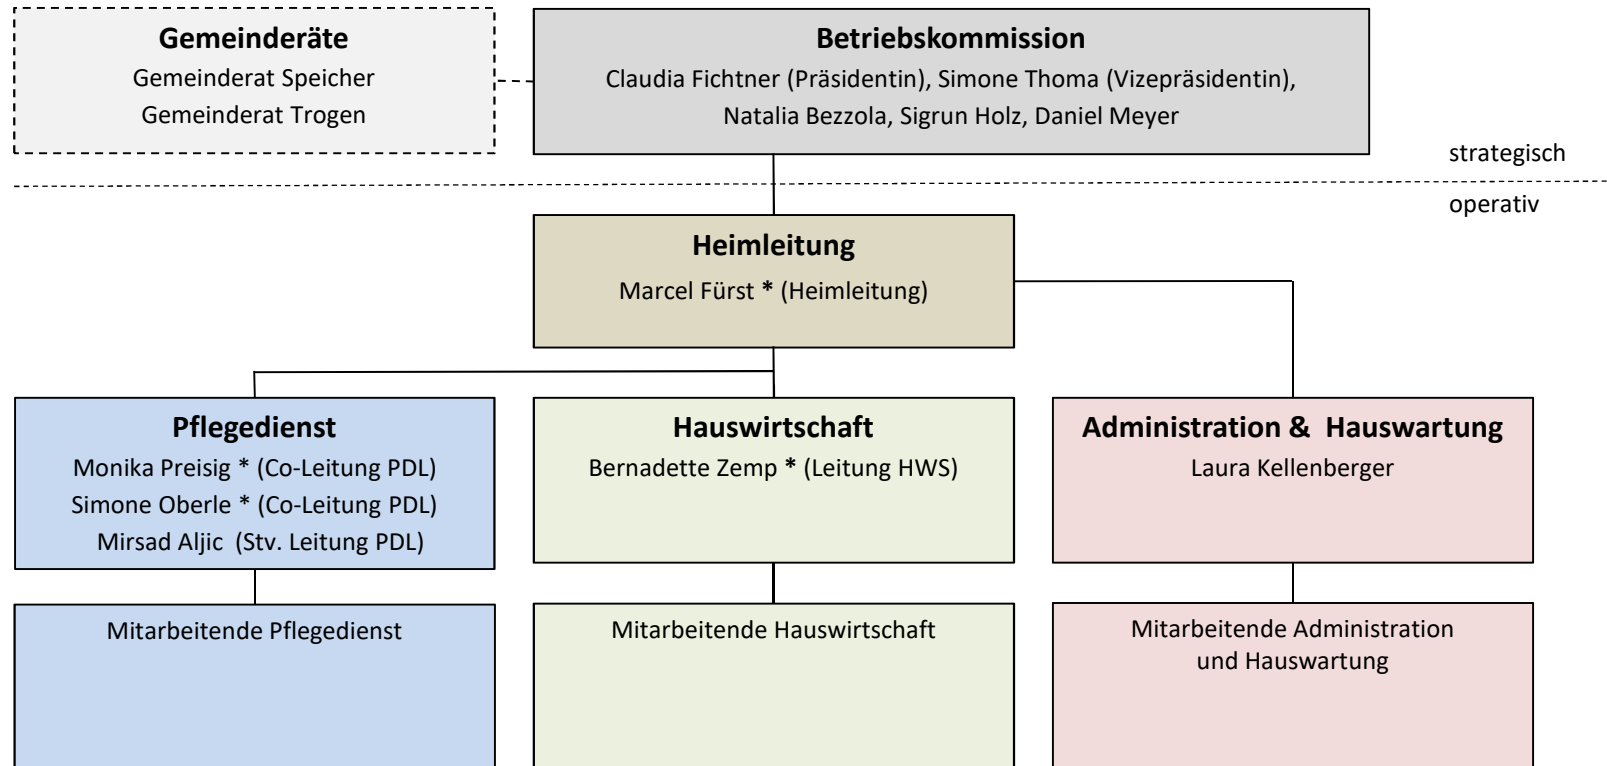 Gemeinderäte
Gemeinderat Speicher
Gemeinderat Trogen
Betriebskommission
Claudia Fichtner (Präsidentin), Simone Thoma (Vizepräsidentin),
Natalia Bezzola, Sigrun Holz, Daniel Meyer
strategisch
operativ
Heimleitung
Marcel Fürst * (Heimleitung)
Pflegedienst
Monika Preisig * (Co-Leitung PDL)
Simone Oberle * (Co-Leitung PDL)
Mirsad Aljic (Stv. Leitung PDL)
Hauswirtschaft
Bernadette Zemp * (Leitung HWS)
Administration & Hauswartung
Laura Kellenberger
Mitarbeitende Pflegedienst
Mitarbeitende Hauswirtschaft
Mitarbeitende Administration
und Hauswartung